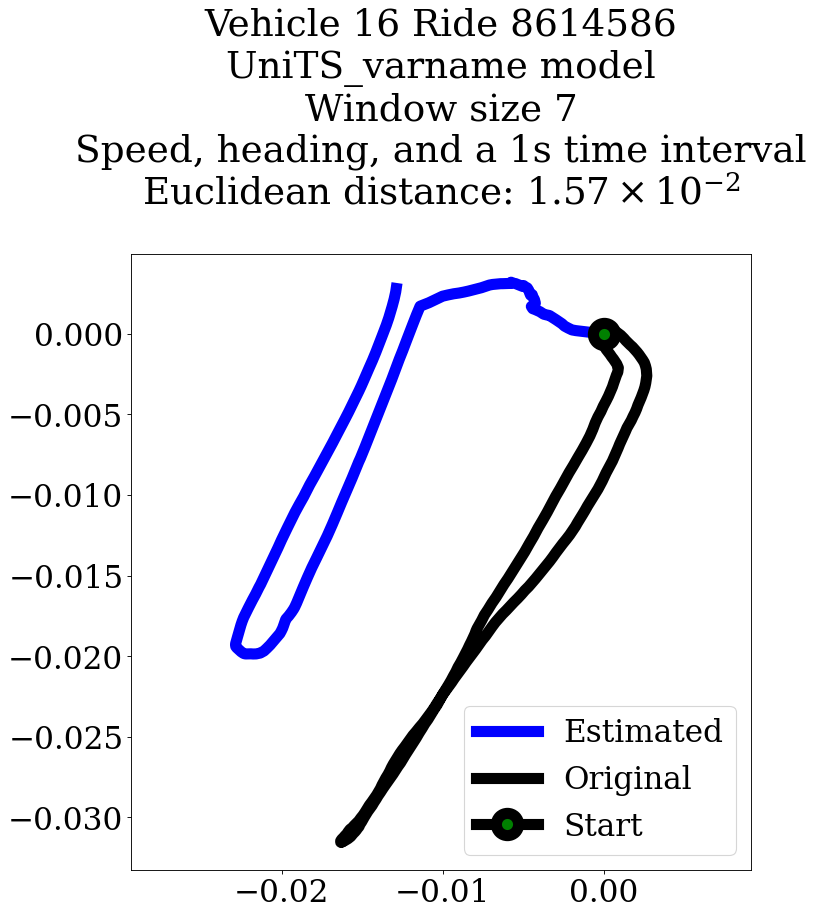 Vehicle 16 Ride 8614586
UniTS_varname model
Window size 7
Speed, heading, and a 1s time interval
Euclidean distance: 1.57 × 10⁻²
0.000
−0.005
−0.010
−0.015
−0.020
−0.025
−0.030
Estimated
Original
Start
−0.02
−0.01
0.00